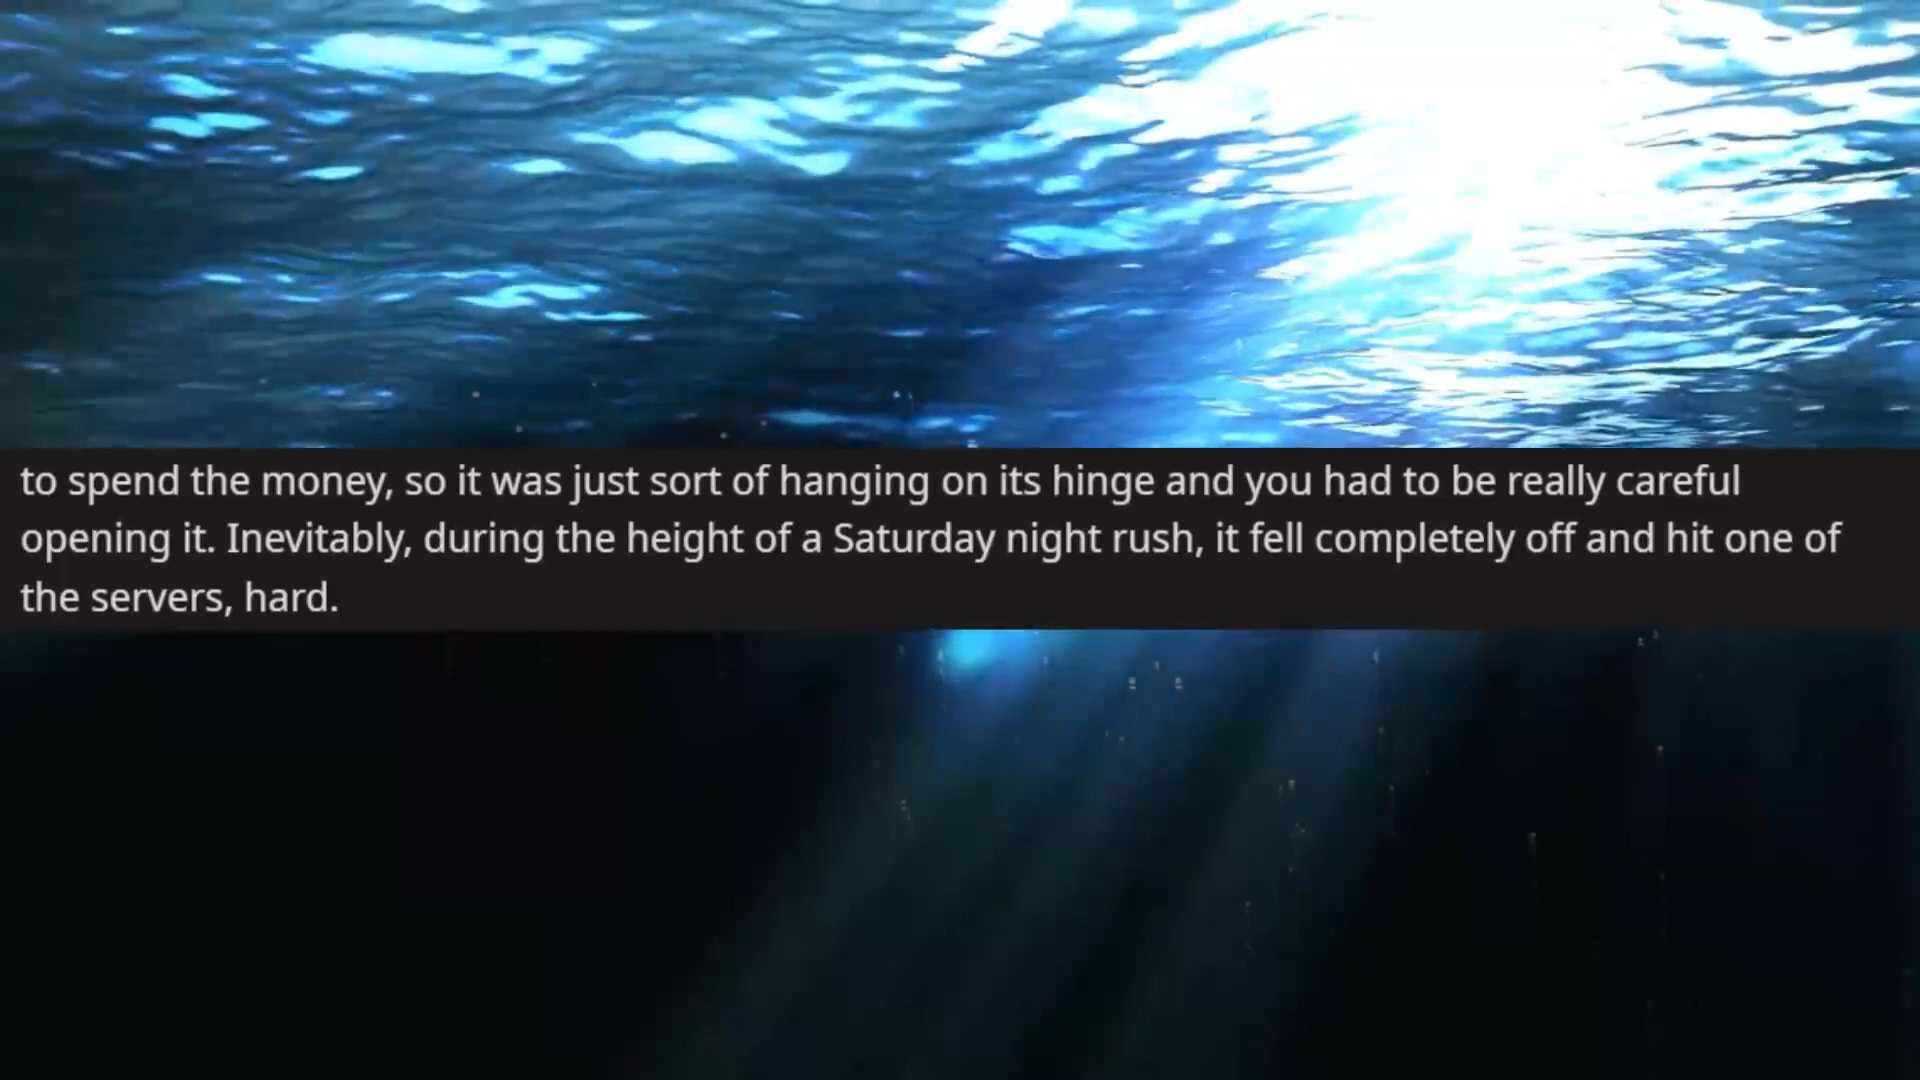 to spend the money, so it was just sort of hanging on its hinge and you had to be really careful
opening it. Inevitably, during the height of a Saturday night rush, it fell completely off and hit one of
the servers, hard.